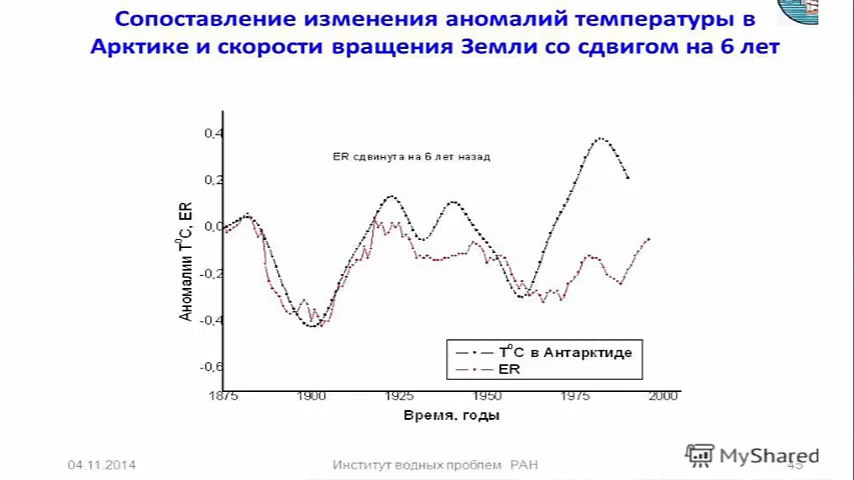 Сопоставление изменения аномалий температуры в
Арктике и скорости вращения Земли со сдвигом на 6 лет
ER сдвинута на 6 лет назад
Аномалии T⁰C, ER
0,4
0,2
0,0
-0,2
-0,4
-0,6
T⁰C в Антарктиде
ER
1875 1900 1925 1950 1975 2000
Время, годы
04.11.2014 Институт водных проблем РАН 45
MyShared